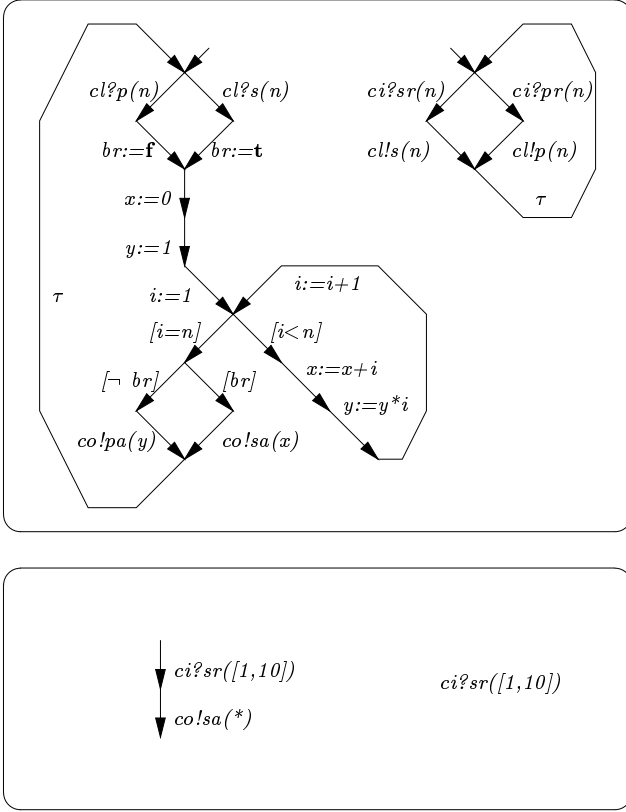 cl?p(n) cl?s(n) ci?sr(n) ci?pr(n)
br:=f br:=t cl!s(n) cl!p(n)
x:=0 τ
y:=1
τ i:=1 i:=i+1
[i=n] [i<n]
[¬ br] [br] x:=x+i
y:=y*i
co!pa(y) co!sa(x)
ci?sr([1,10]) ci?sr([1,10])
co!sa(*)